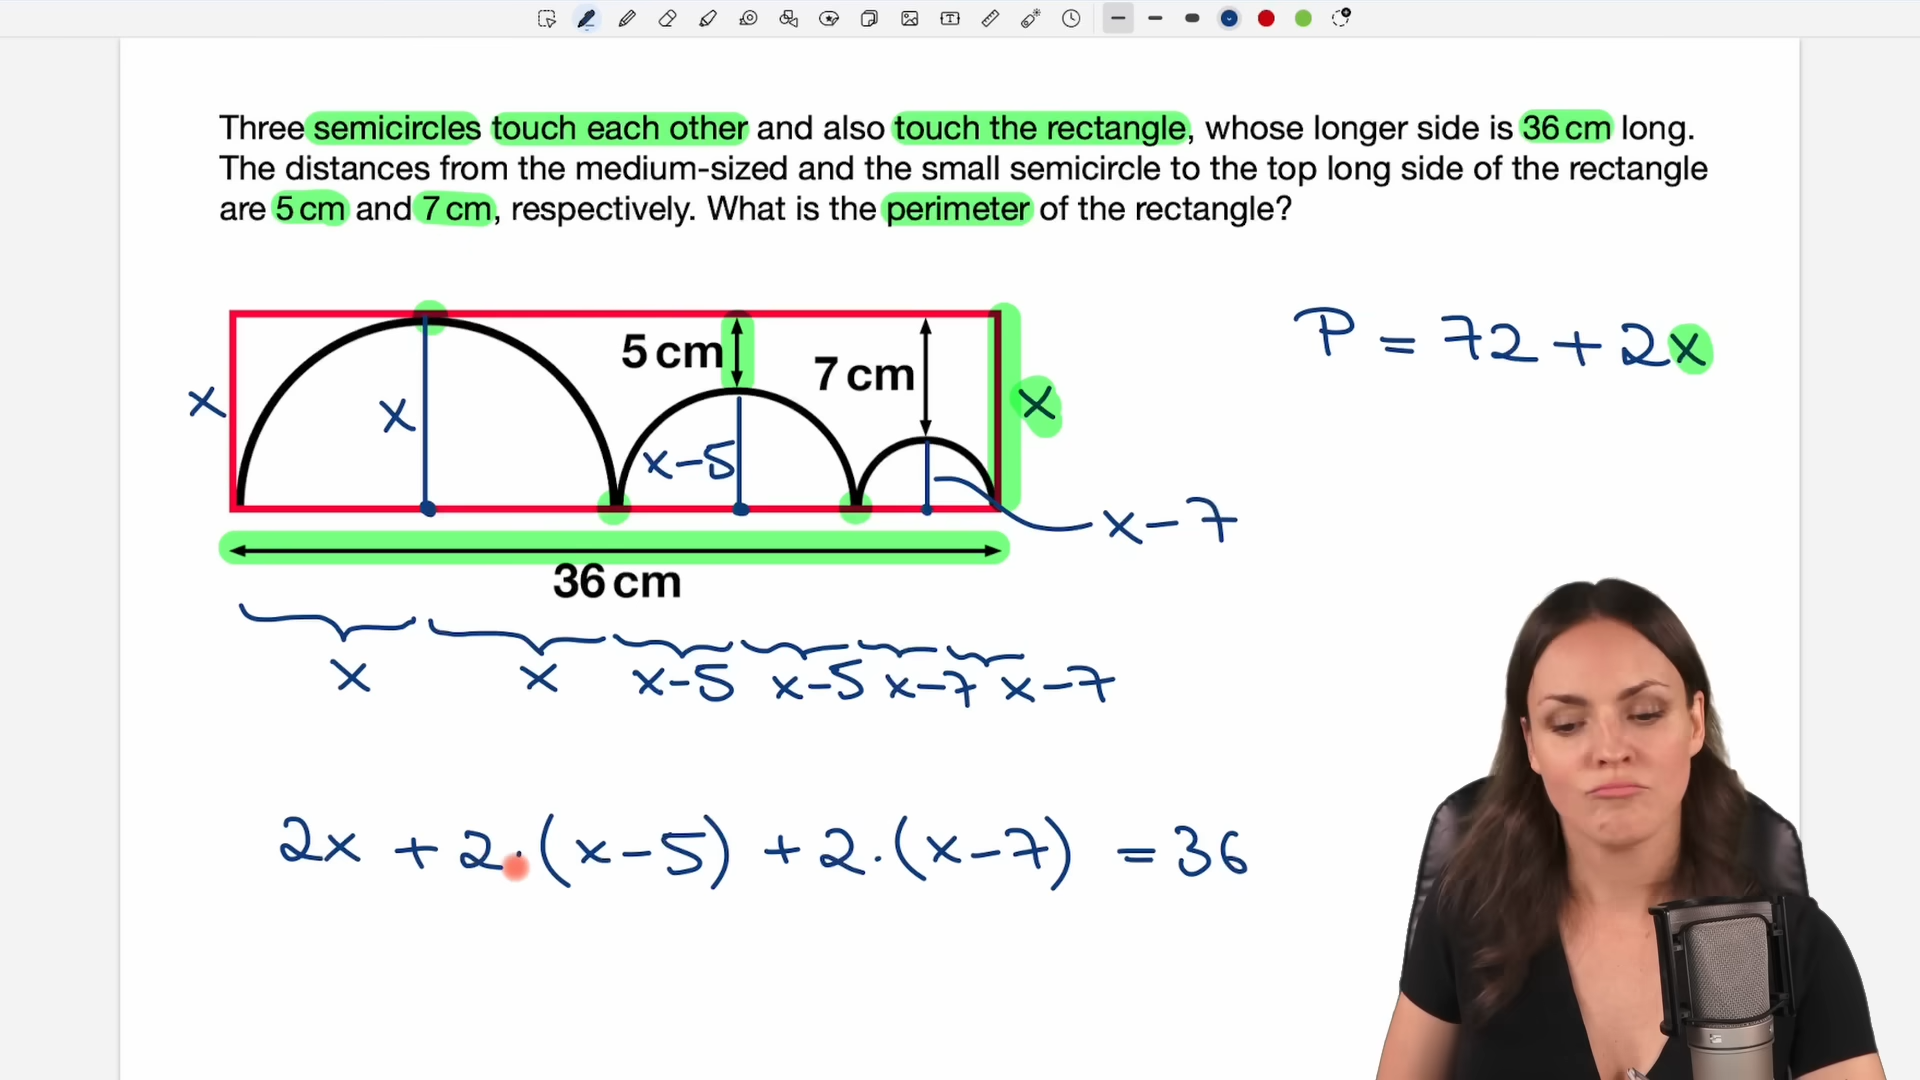 Three semicircles touch each other and also touch the rectangle, whose longer side is 36 cm long.
The distances from the medium-sized and the small semicircle to the top long side of the rectangle
are 5 cm and 7 cm, respectively. What is the perimeter of the rectangle?
P = 72 + 2x
5 cm
7 cm
x
x
x
x-5
x-7
36 cm
x x x-5 x-5 x-7 x-7
2x + 2·(x-5) + 2·(x-7) = 36